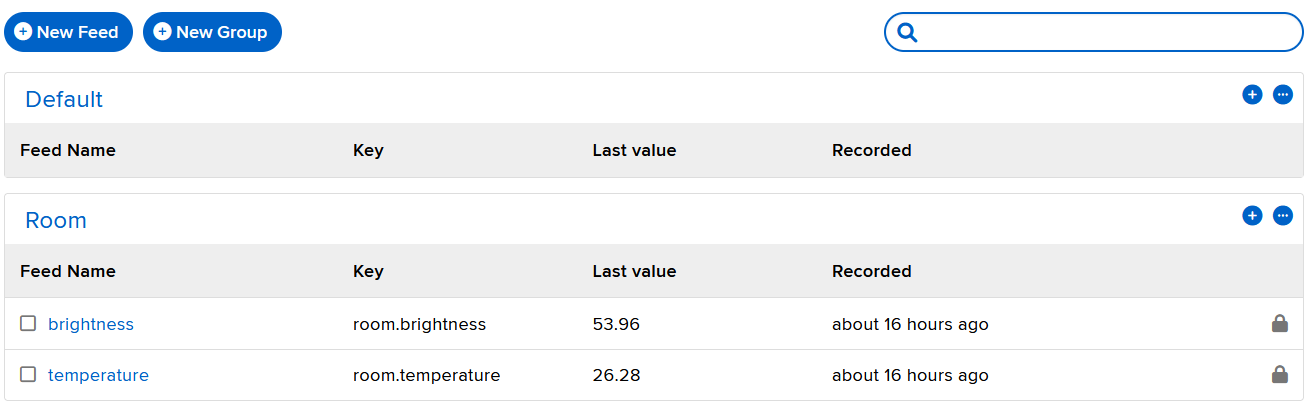 New Feed New Group
Default
Feed Name Key Last value Recorded
Room
Feed Name Key Last value Recorded
brightness room.brightness 53.96 about 16 hours ago
temperature room.temperature 26.28 about 16 hours ago